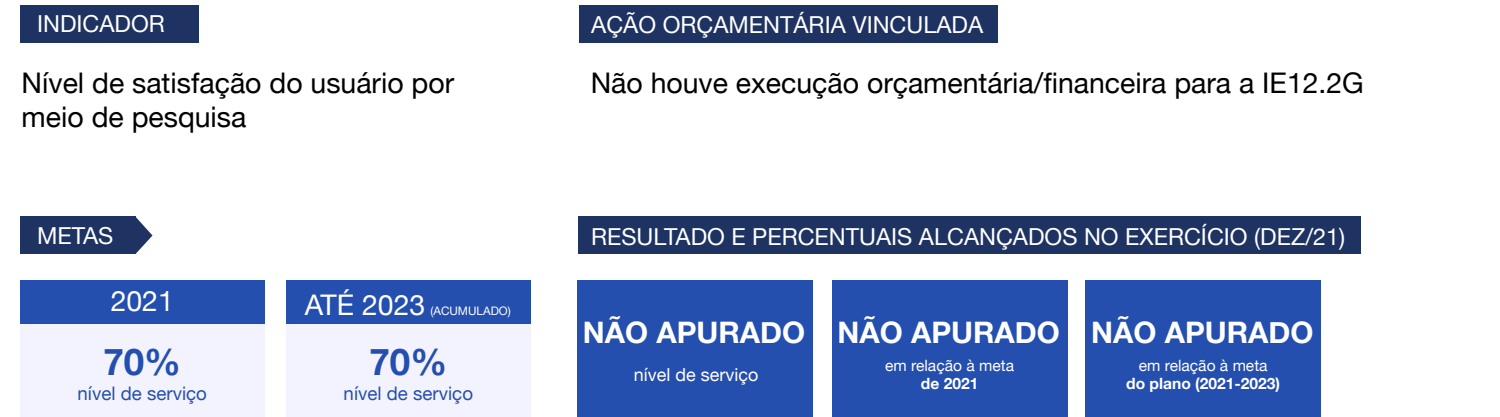 INDICADOR
Nível de satisfação do usuário por
meio de pesquisa
AÇÃO ORÇAMENTÁRIA VINCULADA
Não houve execução orçamentária/financeira para a IE12.2G
METAS
2021
70%
nível de serviço
ATÉ 2023 (ACUMULADO)
70%
nível de serviço
RESULTADO E PERCENTUAIS ALCANÇADOS NO EXERCÍCIO (DEZ/21)
NÃO APURADO
nível de serviço
NÃO APURADO
em relação à meta
de 2021
NÃO APURADO
em relação à meta
do plano (2021-2023)